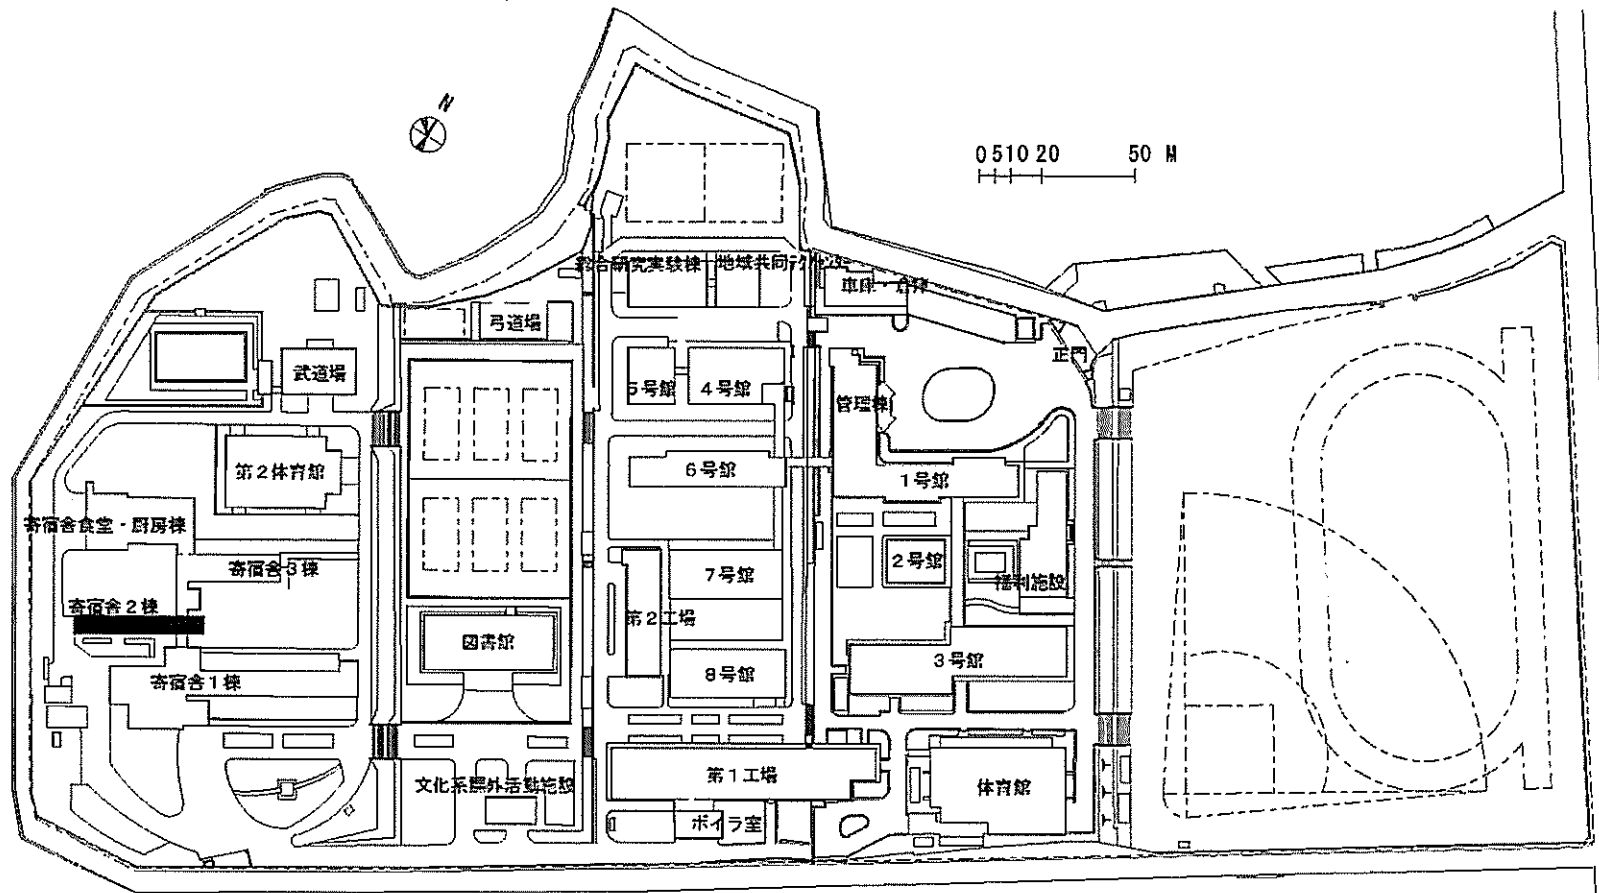 N
0 5 10 20 50 M
総合研究実験棟
地域共同テクノセンター
車庫・倉庫
弓道場
正門
武道場
5号館
4号館
管理棟
第2体育館
6号館
1号館
寄宿舎食堂・厨房棟
寄宿舎3棟
7号館
2号館
福利施設
寄宿舎2棟
第2工場
図書館
3号館
寄宿舎1棟
8号館
文化系課外活動施設
第1工場
体育館
ボイラ室